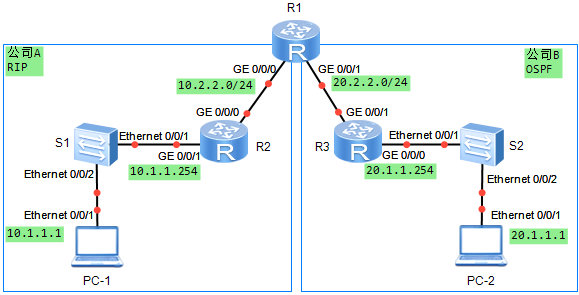 R1
公司A
RIP
公司B
OSPF
GE 0/0/0
GE 0/0/1
10.2.2.0/24
20.2.2.0/24
GE 0/0/0
GE 0/0/1
S1
Ethernet 0/0/1
R2
R3
Ethernet 0/0/1
S2
GE 0/0/1
GE 0/0/0
10.1.1.254
20.1.1.254
Ethernet 0/0/2
Ethernet 0/0/2
Ethernet 0/0/1
Ethernet 0/0/1
10.1.1.1
20.1.1.1
PC-1
PC-2